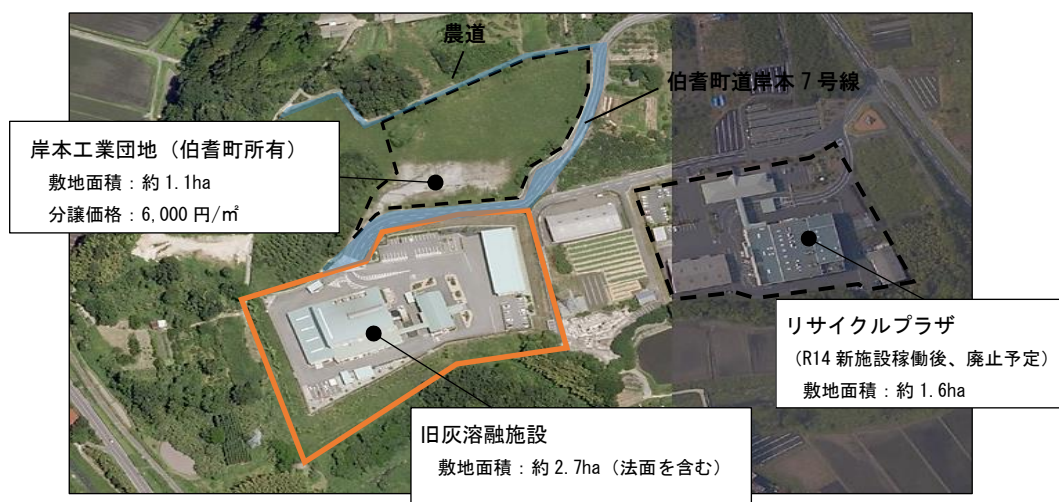 農道
伯耆町道岸本７号線
岸本工業団地（伯耆町所有）
敷地面積：約1.1ha
分譲価格：6,000円/㎡
リサイクルプラザ
（R14 新施設稼働後、廃止予定）
敷地面積：約1.6ha
旧灰溶融施設
敷地面積：約2.7ha（法面を含む）